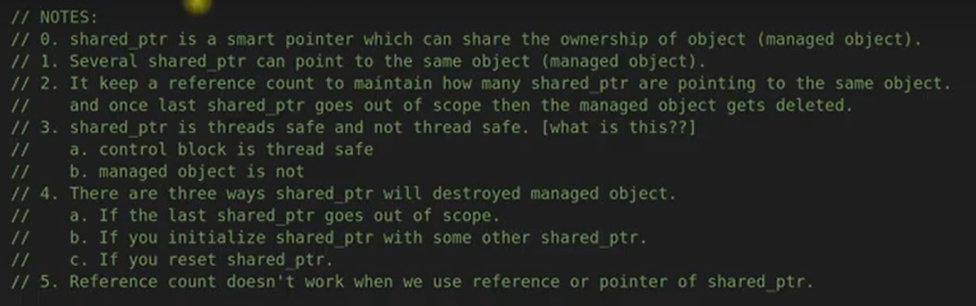 // NOTES:
// 0. shared_ptr is a smart pointer which can share the ownership of object (managed object).
// 1. Several shared_ptr can point to the same object (managed object).
// 2. It keep a reference count to maintain how many shared_ptr are pointing to the same object.
//    and once last shared_ptr goes out of scope then the managed object gets deleted.
// 3. shared_ptr is threads safe and not thread safe. [what is this??]
//    a. control block is thread safe
//    b. managed object is not
// 4. There are three ways shared_ptr will destroyed managed object.
//    a. If the last shared_ptr goes out of scope.
//    b. If you initialize shared_ptr with some other shared_ptr.
//    c. If you reset shared_ptr.
// 5. Reference count doesn't work when we use reference or pointer of shared_ptr.